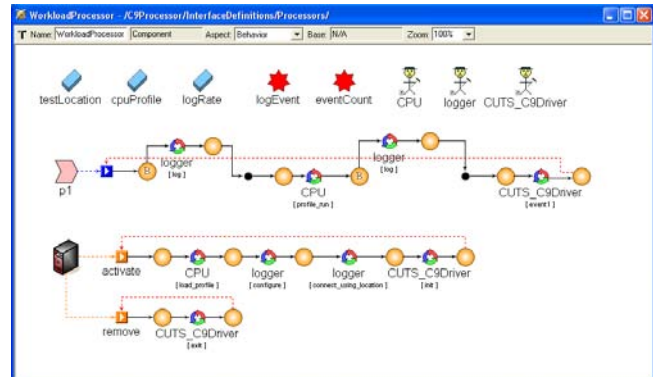 WorkloadProcessor - /C9Processor/InterfaceDefinitions/Processors/
Name: WorkloadProcessor Component Aspect: Behavior Base: N/A Zoom: 100%
testLocation cpuProfile logRate logEvent eventCount CPU logger CUTS_C9Driver
logger
[ log ]
logger
[ log ]
B
B
p1
CPU
[ profile_run ]
CUTS_C9Driver
[ event1 ]
activate CPU logger logger CUTS_C9Driver
[ load_profile ] [ configure ] [ connect_using_location ] [ init ]
remove CUTS_C9Driver
[ exit ]